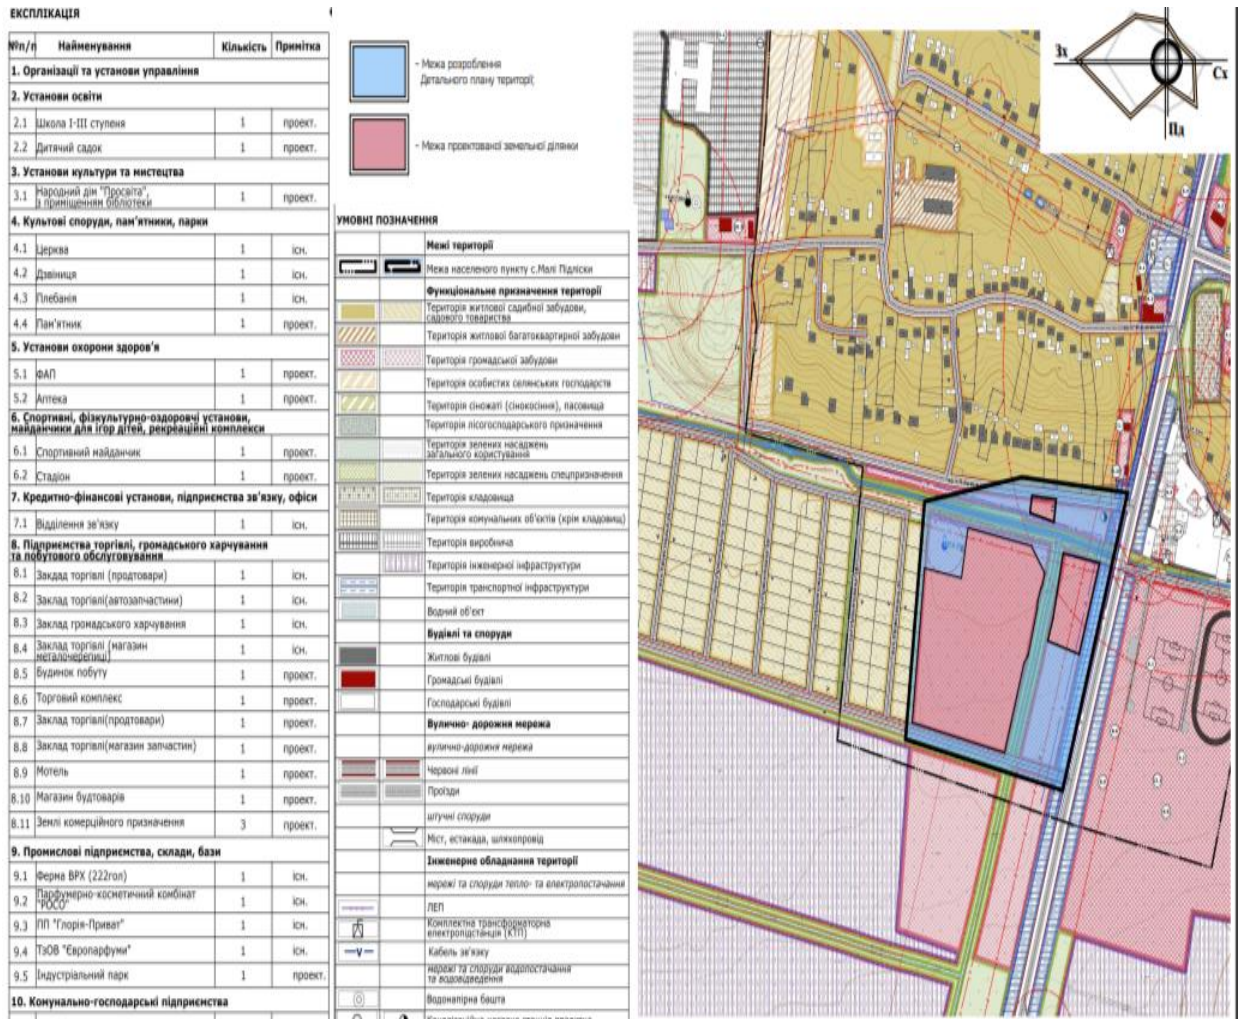 ЕКСПЛІКАЦІЯ
№п/п Найменування Кількість Примітка
1. Організації та установи управління
2. Установи освіти
2.1 Школа І-ІІІ ступеня 1 проект.
2.2 Дитячий садок 1 проект.
3. Установи культури та мистецтва
3.1 Народний дім "Просвіта",
з приміщенням бібліотеки 1 проект.
4. Культові споруди, пам'ятники, парки
4.1 Церква 1 існ.
4.2 Дзвіниця 1 існ.
4.3 Плебанія 1 існ.
4.4 Пам'ятник 1 проект.
5. Установи охорони здоров'я
5.1 ФАП 1 проект.
5.2 Аптека 1 проект.
6. Спортивні, фізкультурно-оздоровчі установи,
майданчики для ігор дітей, рекреаційні комплекси
6.1 Спортивний майданчик 1 проект.
6.2 Стадіон 1 проект.
7. Кредитно-фінансові установи, підприємства зв'язку, офіси
7.1 Відділення зв'язку 1 існ.
8. Підприємства торгівлі, громадського харчування
та побутового обслуговування
8.1 Заклад торгівлі (продтовари) 1 існ.
8.2 Заклад торгівлі(автозапчастини) 1 існ.
8.3 Заклад громадського харчування 1 існ.
8.4 Заклад торгівлі (магазин
металочерепиці) 1 існ.
8.5 Будинок побуту 1 проект.
8.6 Торговий комплекс 1 проект.
8.7 Заклад торгівлі(продтовари) 1 проект.
8.8 Заклад торгівлі(магазин запчастин) 1 проект.
8.9 Мотель 1 проект.
8.10 Магазин будтоварів 1 проект.
8.11 Землі комерційного призначення 3 проект.
9. Промислові підприємства, склади, бази
9.1 Ферма ВРХ (222гол) 1 існ.
9.2 Парфумерно-косметичний комбінат
"РОСО" 1 існ.
9.3 ПП "Глорія-Приват" 1 існ.
9.4 ТзОВ "Європарфуми" 1 існ.
9.5 Індустріальний парк 1 проект.
10. Комунально-господарські підприємства
- Межа розроблення
Детального плану території;
- Межа проектованої земельної ділянки
УМОВНІ ПОЗНАЧЕННЯ
Межі території
Межа населеного пункту с.Малі Підліски
Функціональне призначення території
Територія житлової садибної забудови,
садового товариства
Територія житлової багатоквартирної забудови
Територія громадської забудови
Територія особистих селянських господарств
Територія сіножаті (сінокосіння), пасовища
Територія лісогосподарського призначення
Територія зелених насаджень
загального користування
Територія зелених насаджень спецпризначення
Територія кладовища
Територія комунальних об'єктів (крім кладовищ)
Територія виробнича
Територія інженерної інфраструктури
Територія транспортної інфраструктури
Водний об'єкт
Будівлі та споруди
Житлові будівлі
Громадські будівлі
Господарські будівлі
Вулично- дорожня мережа
вулично-дорожня мережа
Червоні лінії
Проїзди
штучні споруди
Міст, естакада, шляхопровід
Інженерне обладнання території
мережі та споруди тепло- та електропостачання
ЛЕП
Комплектна трансформаторна
електропідстанція (КТП)
V Кабель зв'язку
мережі та споруди водопостачання
та водовідведення
Водонапірна башта
Зх
Сх
Пд